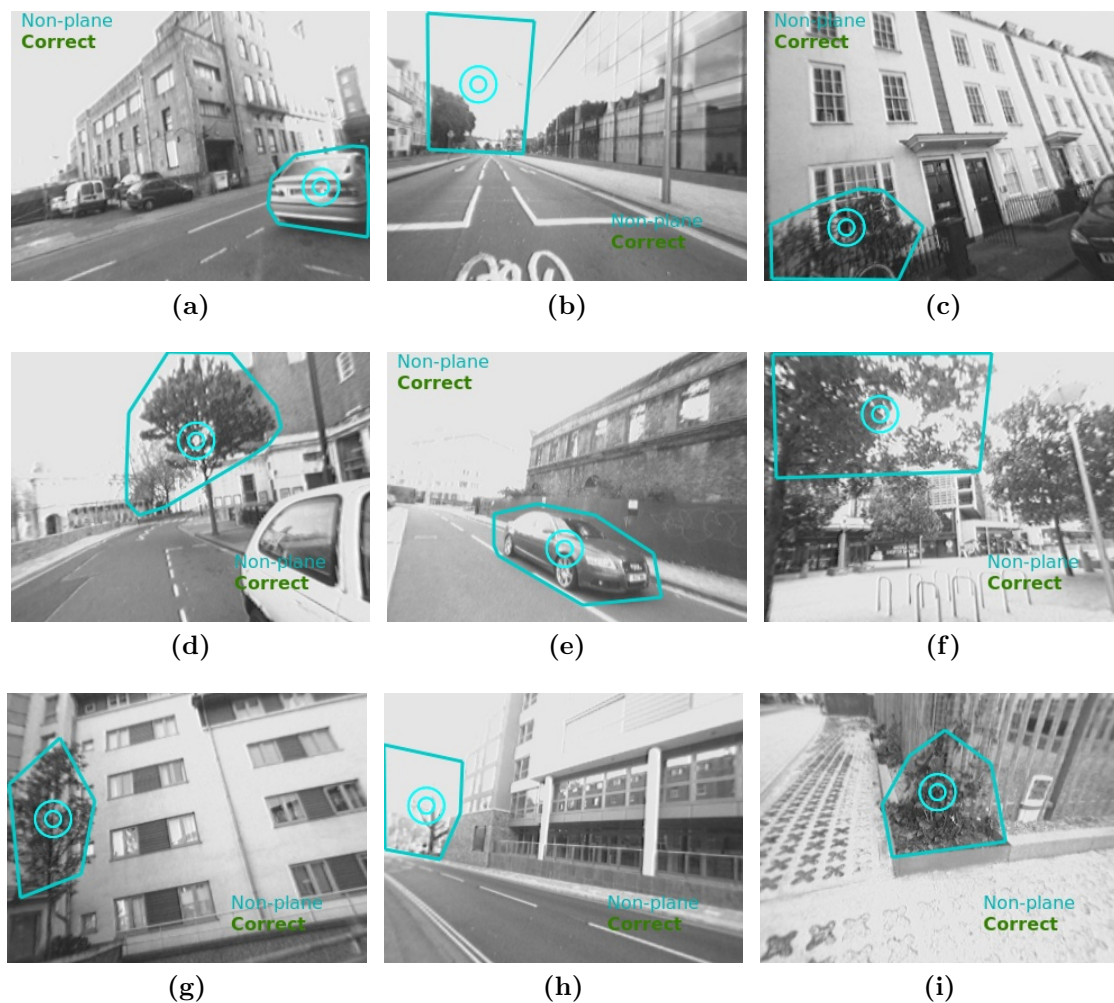 Non-plane
Correct
(a)
Non-plane
Correct
(b)
Non-plane
Correct
(c)
Non-plane
Correct
(d)
Non-plane
Correct
(e)
Non-plane
Correct
(f)
Non-plane
Correct
(g)
Non-plane
Correct
(h)
Non-plane
Correct
(i)